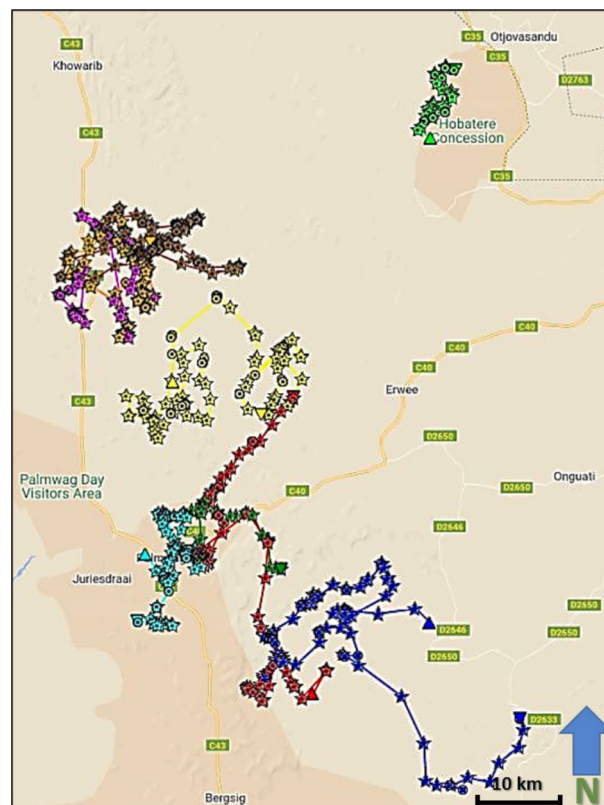 C43
Khowarib
C35
Otjovasandu
C35
D2763
C43
Hobatere
Concession
C35
C40
C40
C43
Erwee
D2650
Palmwag Day
Visitors Area
C40
D2650
Onguati
D2646
Juriesdraai
D2650
D2646
D2650
D2650
C43
D2633
Bergsig
10 km
N